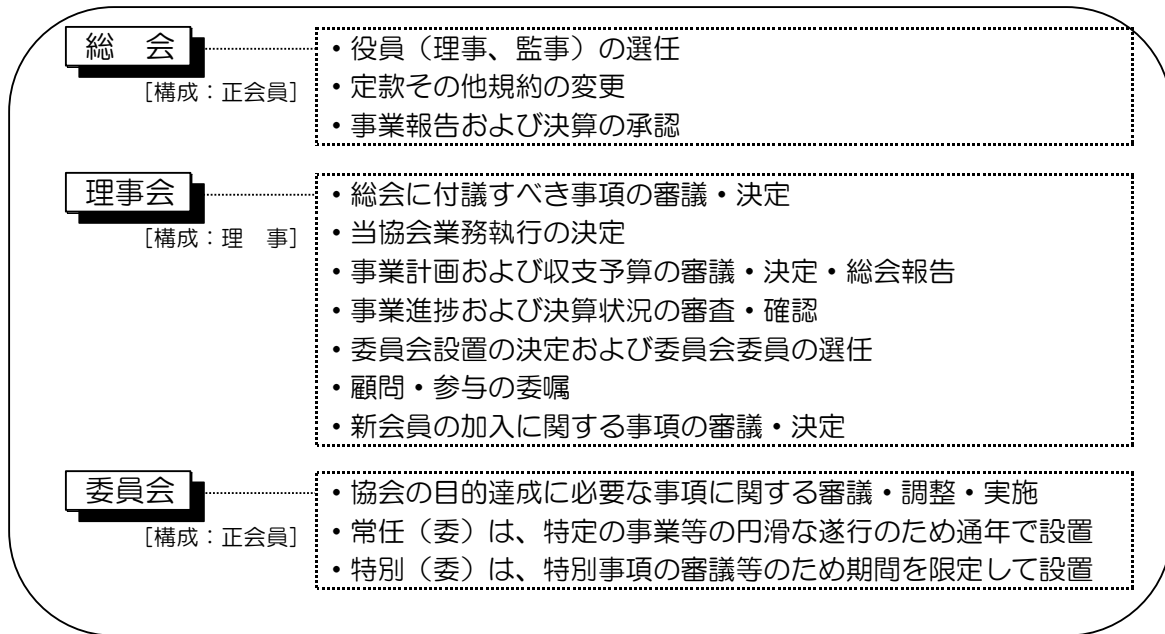 総　会
[構成：正会員]
・役員（理事、監事）の選任
・定款その他規約の変更
・事業報告および決算の承認
理事会
[構成：理　事]
・総会に付議すべき事項の審議・決定
・当協会業務執行の決定
・事業計画および収支予算の審議・決定・総会報告
・事業進捗および決算状況の審査・確認
・委員会設置の決定および委員会委員の選任
・顧問・参与の委嘱
・新会員の加入に関する事項の審議・決定
委員会
[構成：正会員]
・協会の目的達成に必要な事項に関する審議・調整・実施
・常任（委）は、特定の事業等の円滑な遂行のため通年で設置
・特別（委）は、特別事項の審議等のため期間を限定して設置